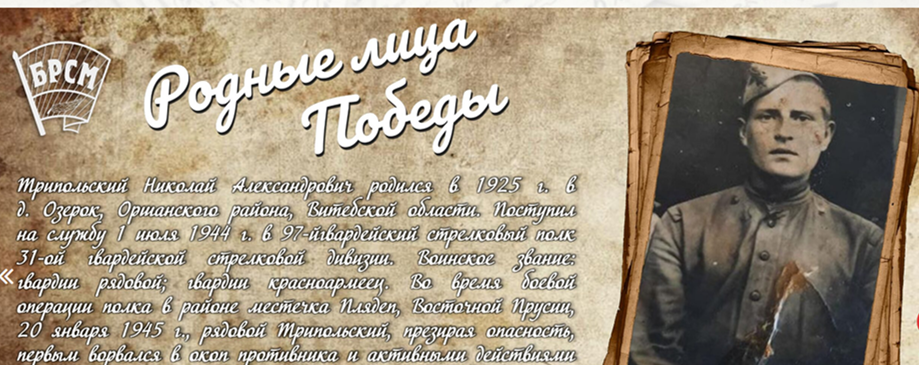 БРСМ
Родные лица
Победы
Трипольский Николай Александрович родился в 1925 г. в
д. Озерок, Оршанского района, Витебской области. Поступил
на службу 1 июля 1944 г. в 97-йгвардейский стрелковый полк
31-ой гвардейской стрелковой дивизии. Воинское звание:
гвардии рядовой; гвардии красноармеец. Во время боевой
операции полка в районе местечка Пляден, Восточной Прусии,
20 января 1945 г., рядовой Трипольский, презирая опасность,
первым ворвался в окоп противника и активными действиями